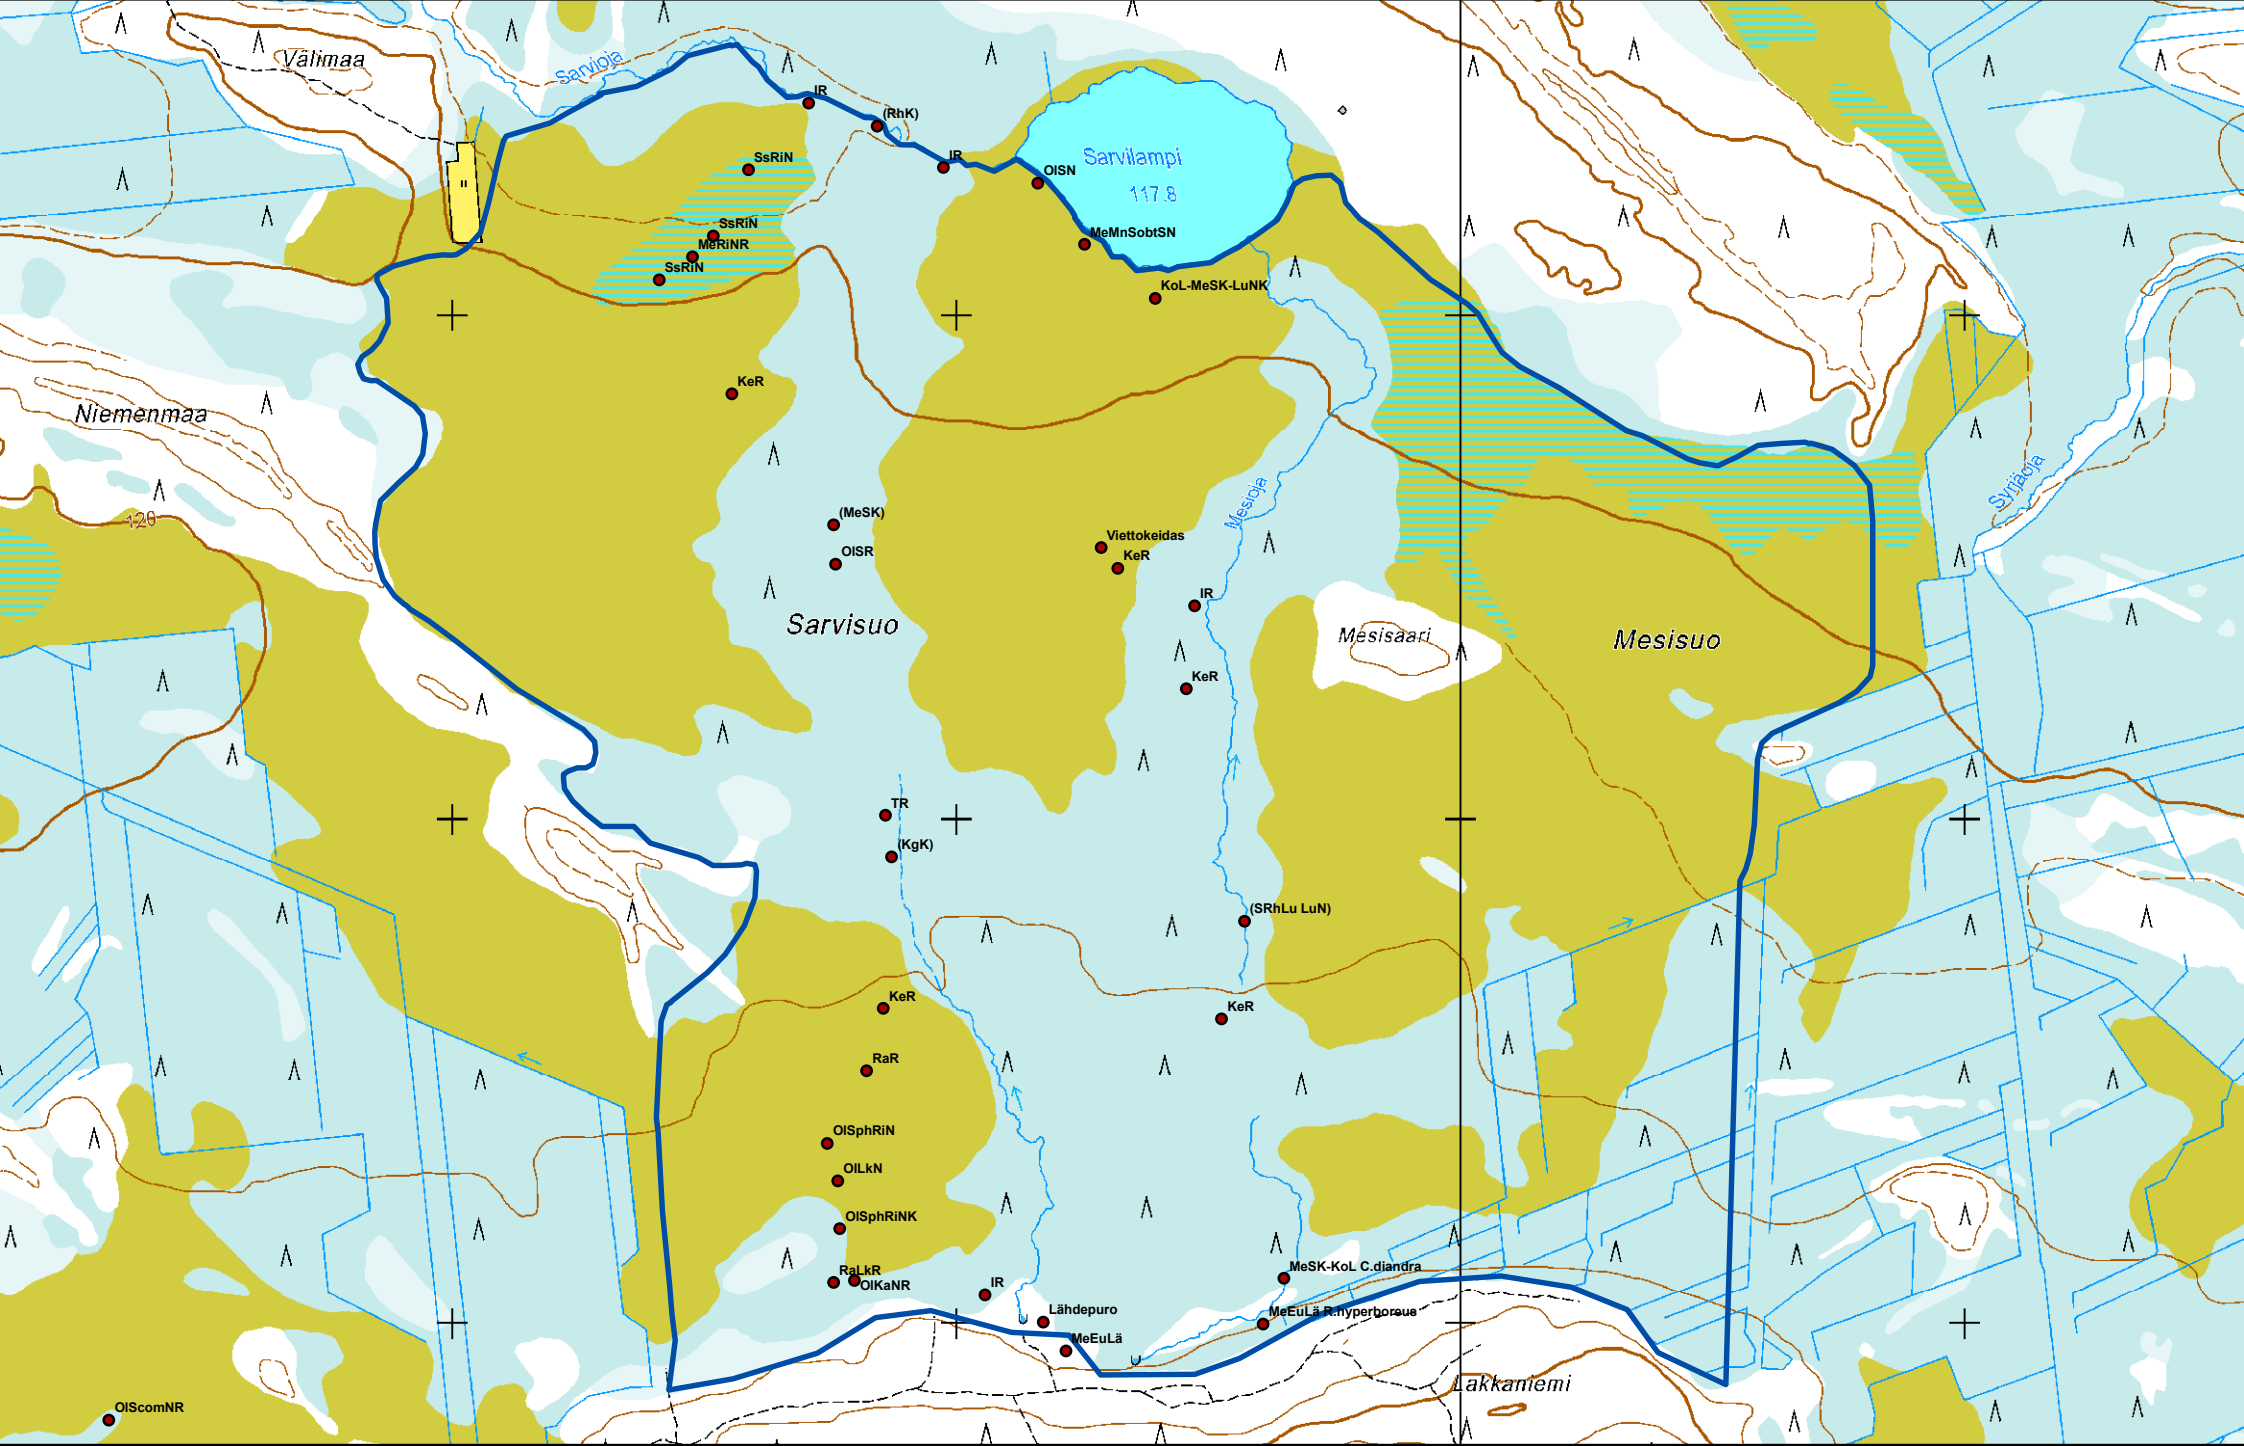 Välimaa
Sarvioja
IR
(RhK)
IR
SsRiN
OlSN
Sarvilampi
117.8
SsRiN
MeRiNR
SsRiN
MeMnSobtSN
KoL-MeSK-LuNK
KeR
Niemenmaa
120
(MeSK)
OlSR
Viettokeidas
KeR
Mesioja
Syrjäoja
IR
Sarvisuo
Mesisaari
Mesisuo
KeR
TR
(KgK)
(SRhLu LuN)
KeR
KeR
RaR
OlSphRiN
OlLkN
OlSphRiNK
RaLkR
OlKaNR
IR
MeSK-KoL C.diandra
Lähdepuro
MeEuLä R.hyperboreus
MeEuLä
Lakkaniemi
OlScomNR